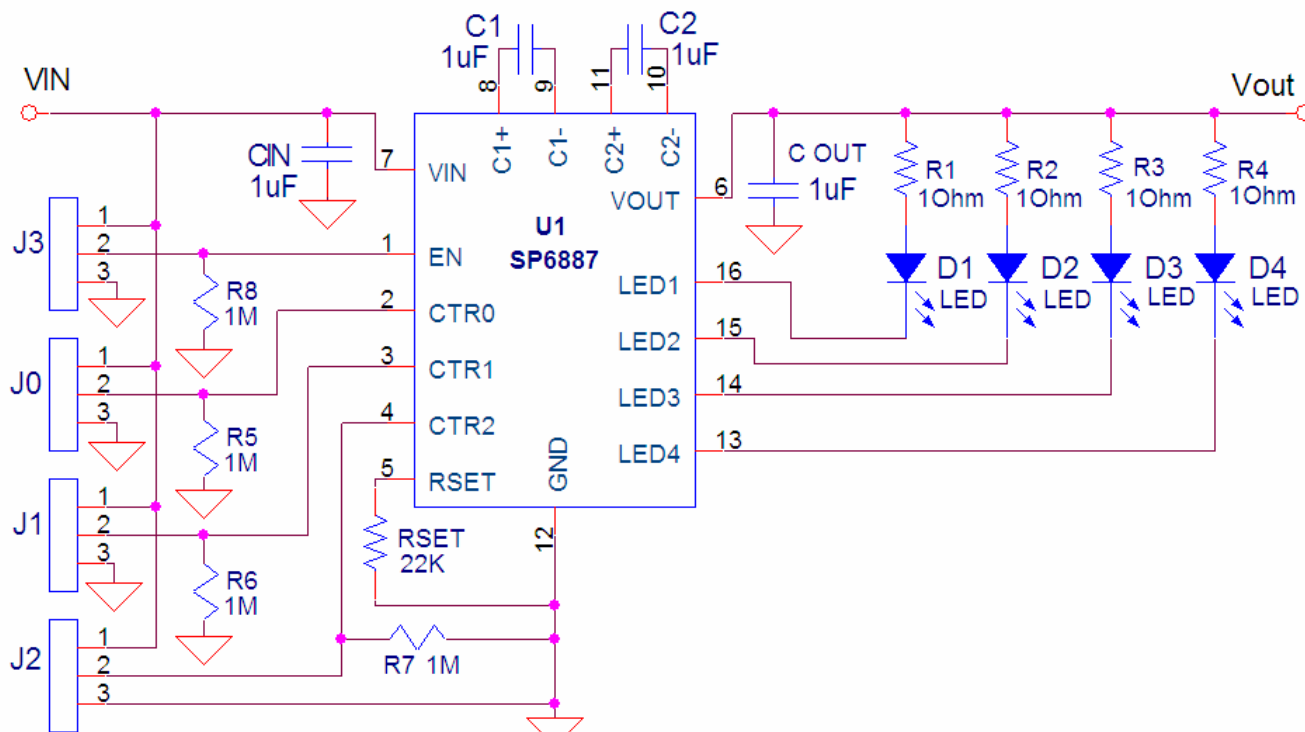 C1
1uF
C2
1uF
8
9
11
10
VIN
Vout
C1+
C1-
C2+
C2-
CIN
1uF
7
VIN
VOUT
6
C OUT
1uF
R1
1Ohm
R2
1Ohm
R3
1Ohm
R4
1Ohm
U1
SP6887
J3
1
2
3
R8
1M
1
EN
LED1
16
D1
LED
D2
LED
D3
LED
D4
LED
2
CTR0
LED2
15
J0
1
2
3
R5
1M
3
CTR1
LED3
14
4
CTR2
LED4
13
5
RSET
GND
12
J1
1
2
3
R6
1M
RSET
22K
J2
1
2
3
R7 1M